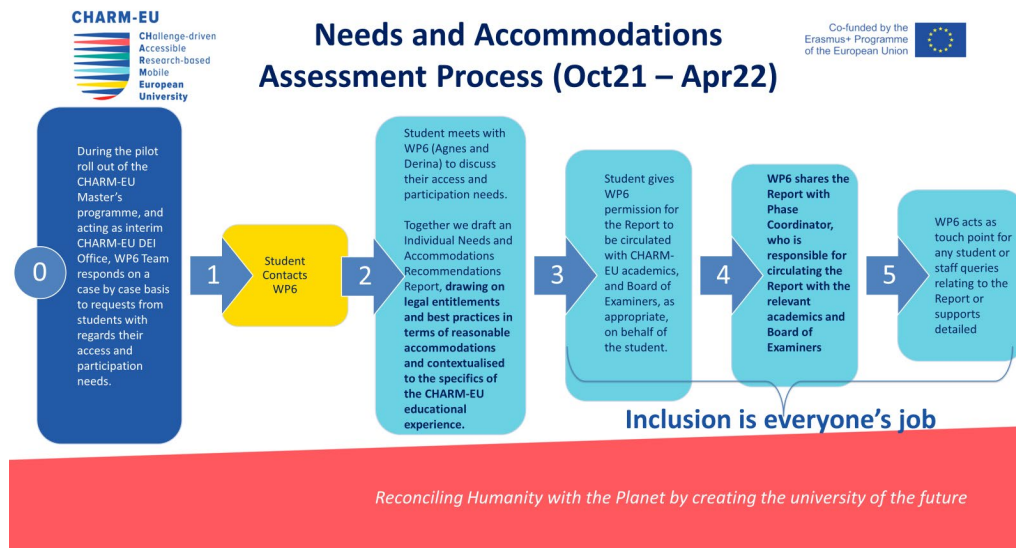 CHARM-EU
CHallenge-driven
Accessible
Research-based
Mobile
European
University
Needs and Accommodations
Assessment Process (Oct21 – Apr22)
Co-funded by the
Erasmus+ Programme
of the European Union
0
During the pilot
roll out of the
CHARM-EU
Master's
programme, and
acting as interim
CHARM-EU DEI
Office, WP6 Team
responds on a
case by case basis
to requests from
students with
regards their
access and
participation
needs.
1
Student
Contacts
WP6
2
Student meets with
WP6 (Agnes and
Derina) to discuss
their access and
participation needs.
Together we draft an
Individual Needs and
Accommodations
Recommendations
Report, drawing on
legal entitlements
and best practices in
terms of reasonable
accommodations
and contextualised
to the specifics of
the CHARM-EU
educational
experience.
3
Student gives
WP6
permission for
the Report to be
circulated with
CHARM-
EU academics,
and Board of
Examiners, as
appropriate,
on behalf of
the student.
4
WP6 shares the
Report with
Phase
Coordinator,
who is
responsible for
circulating the
Report with the
relevant
academics and
Board of
Examiners
5
WP6 acts as
touch point for
any student or
staff queries
relating to the
Report or
supports
detailed
Inclusion is everyone's job
Reconciling Humanity with the Planet by creating the university of the future